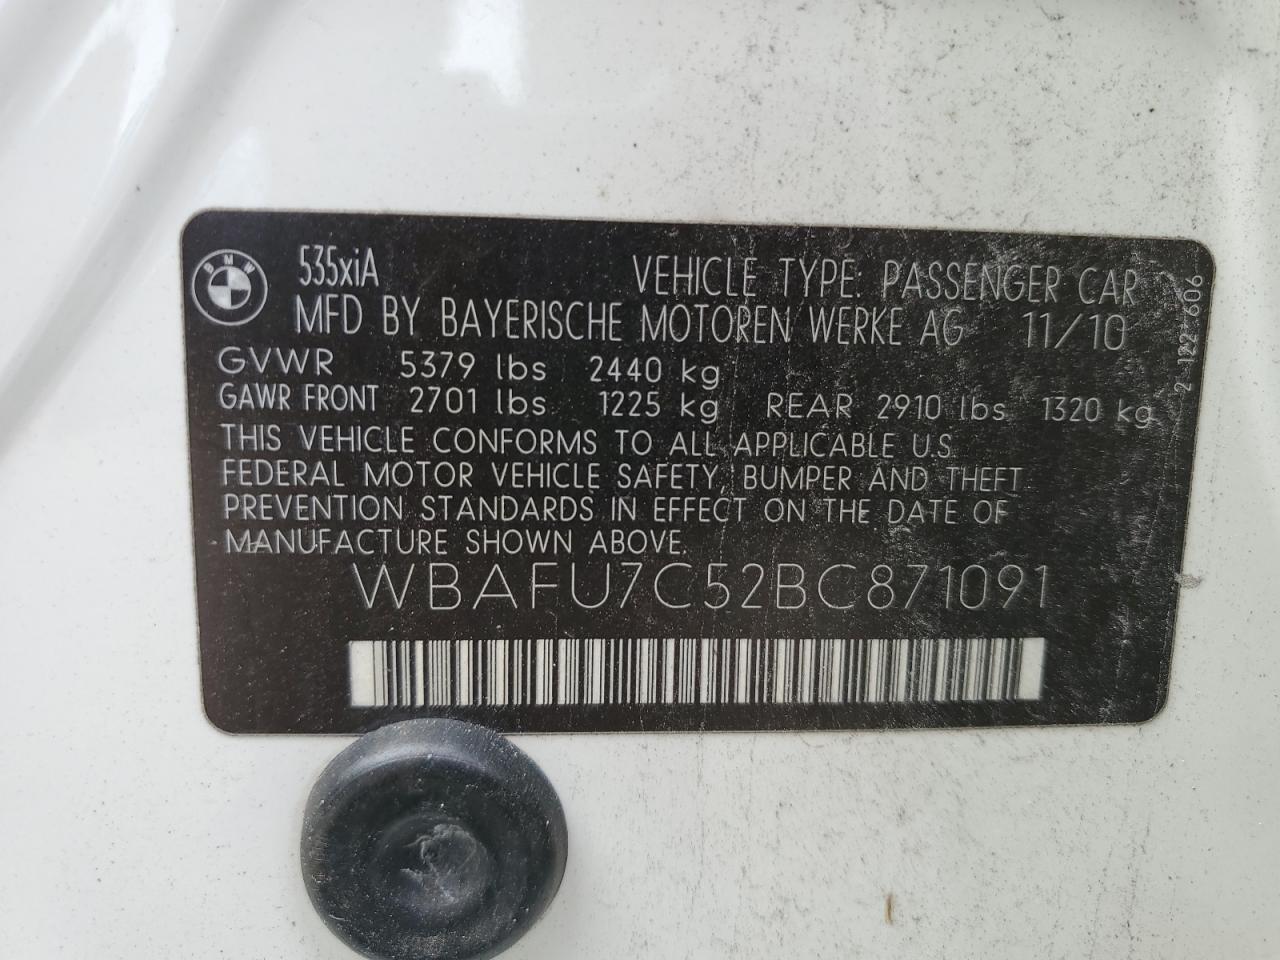 BMW
535xiA VEHICLE TYPE: PASSENGER CAR
MFD BY BAYERISCHE MOTOREN WERKE AG 11/10
GVWR 5379 lbs 2440 kg
GAWR FRONT 2701 lbs 1225 kg REAR 2910 lbs 1320 kg
THIS VEHICLE CONFORMS TO ALL APPLICABLE U.S.
FEDERAL MOTOR VEHICLE SAFETY, BUMPER AND THEFT
PREVENTION STANDARDS IN EFFECT ON THE DATE OF
MANUFACTURE SHOWN ABOVE.
WBAFU7C52BC871091